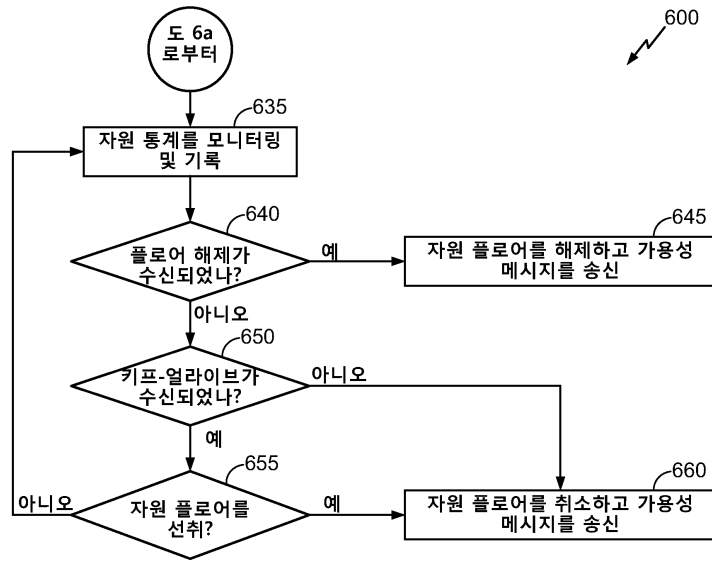 도 6a
로부터
600
635
자원 통계를 모니터링
및 기록
640
플로어 해제가
수신되었나?
예
645
자원 플로어를 해제하고 가용성
메시지를 송신
아니오
650
키프-얼라이브가
수신되었나?
아니오
예
655
자원 플로어를
선취?
아니오
예
660
자원 플로어를 취소하고 가용성
메시지를 송신